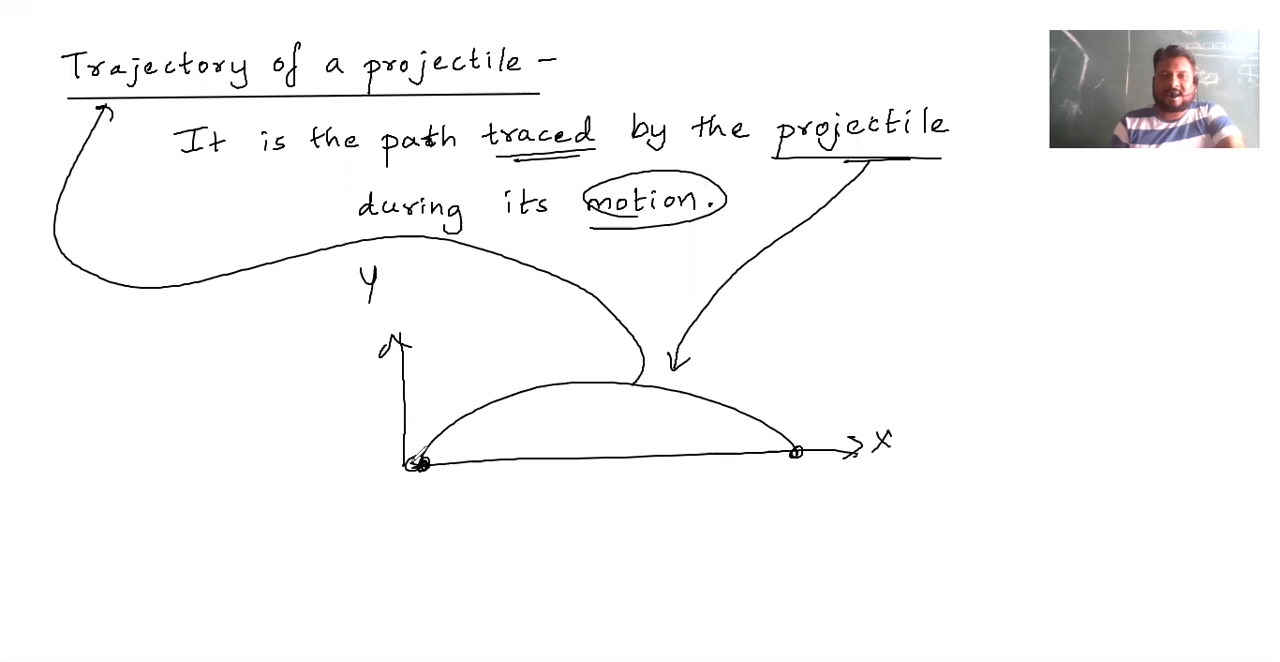 Trajectory of a projectile -
It is the path traced by the projectile
during its motion.
Y
X